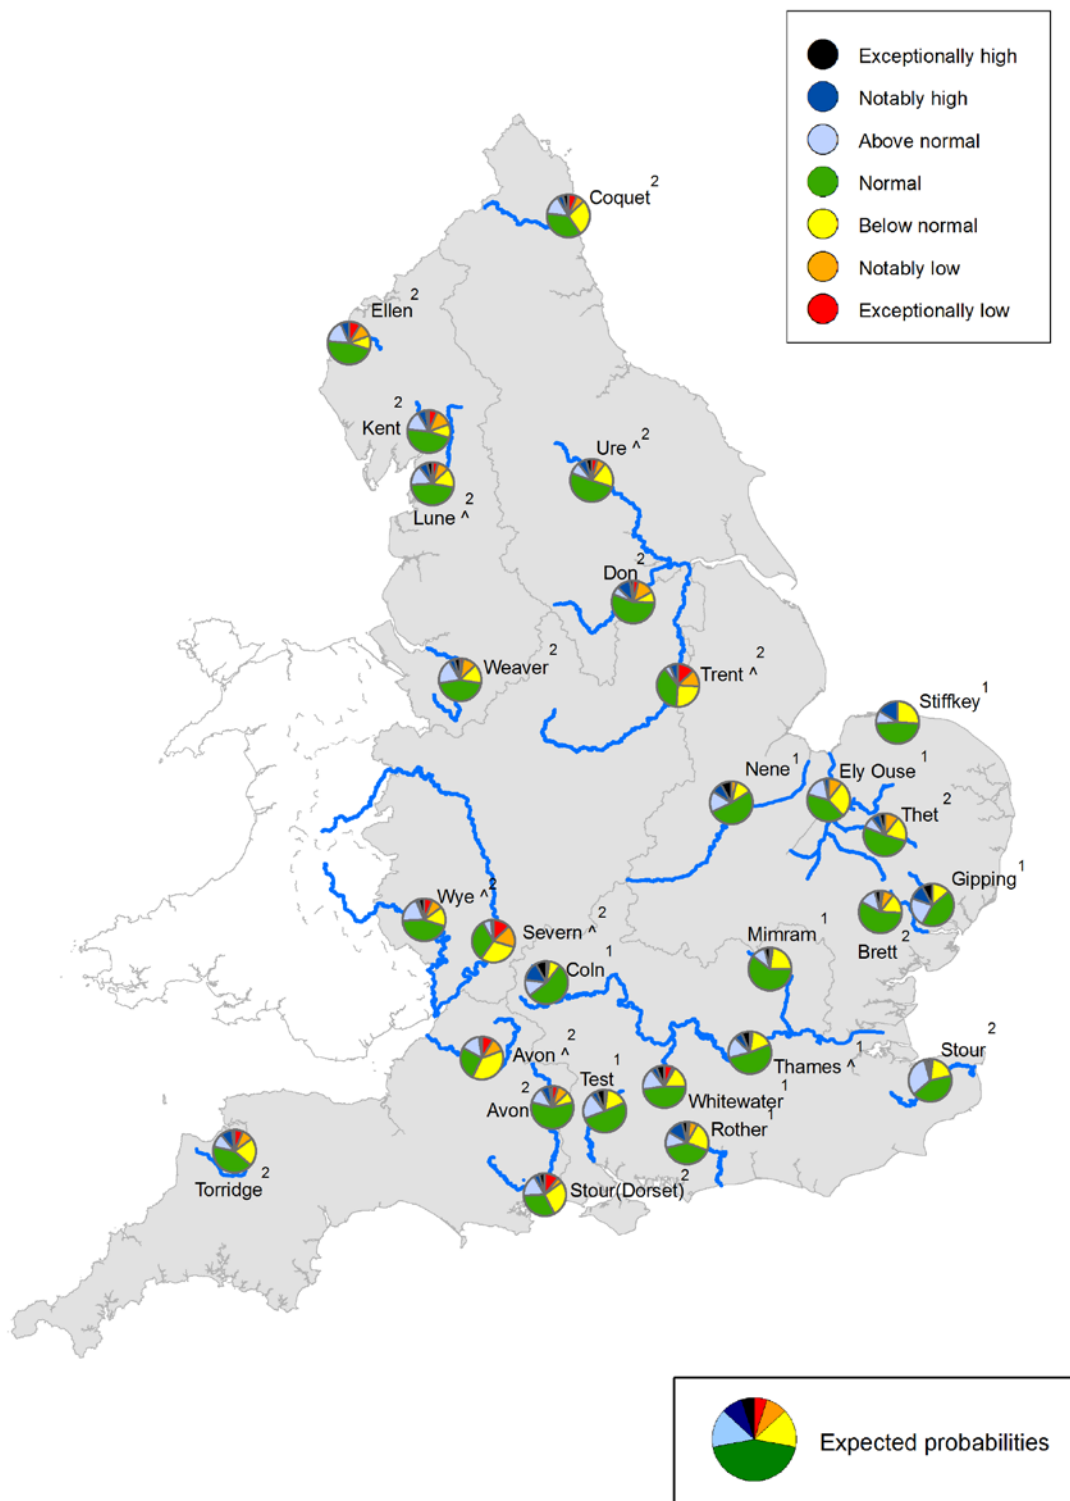 Exceptionally high
Notably high
Above normal
Normal
Below normal
Notably low
Exceptionally low
Coquet 2
Ellen 2
Kent 2
Ure ^ 2
Lune ^ 2
Don 2
Weaver 2
Trent ^ 2
Stiffkey 1
Nene 1
Ely Ouse 1
Thet 2
Gipping 1
Wye ^ 2
Severn ^ 2
Mimram 1
Brett 2
Coln 1
Avon ^ 2
Thames ^ 1
Stour 2
Test 1
Avon 2
Whitewater 1
Rother 1
Torridge 2
Stour(Dorset) 2
Expected probabilities